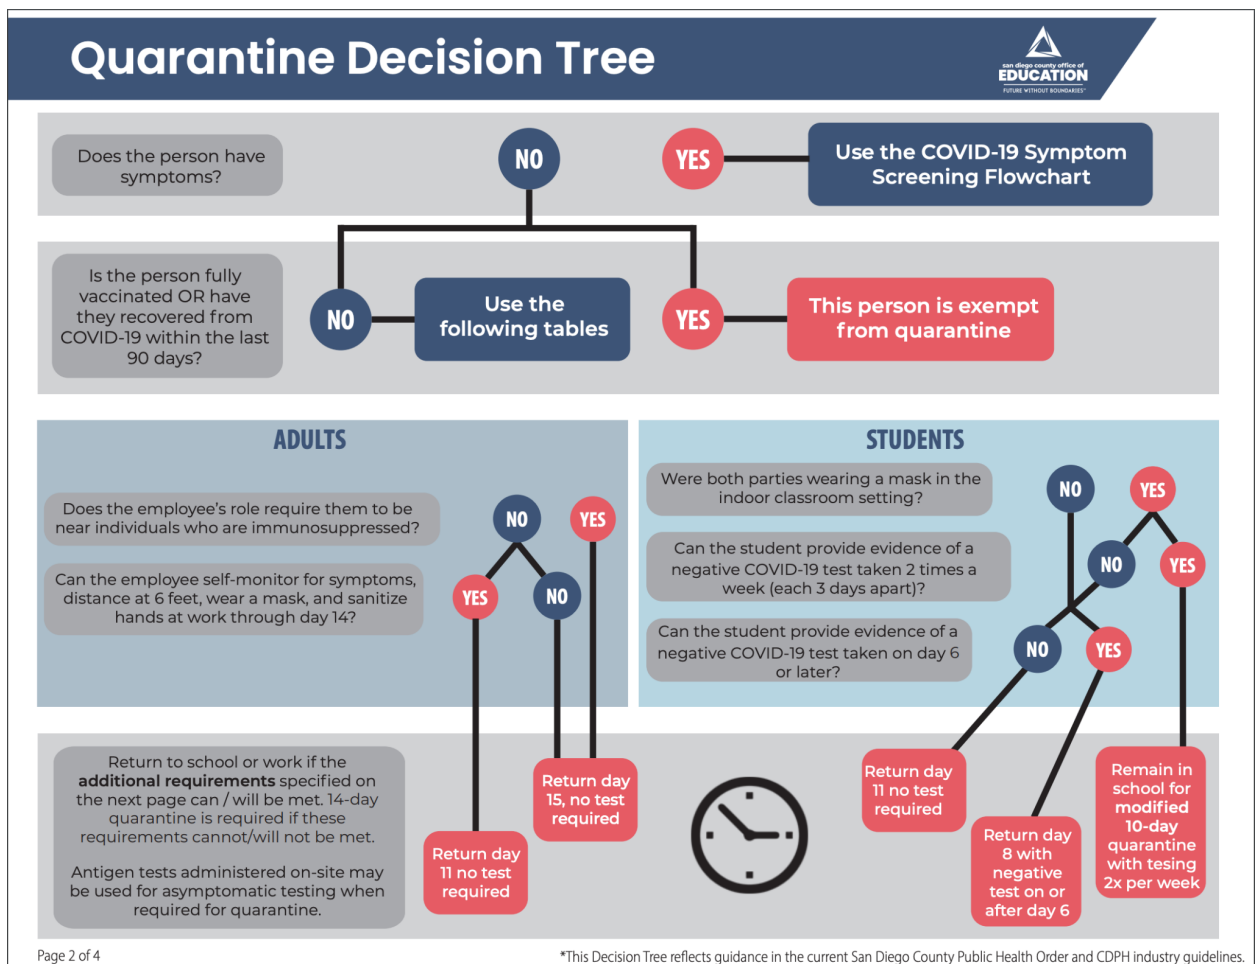 Quarantine Decision Tree
san diego county office of
EDUCATION
FUTURE WITHOUT BOUNDARIES™
Does the person have
symptoms?
NO
YES
Use the COVID-19 Symptom
Screening Flowchart
Is the person fully
vaccinated OR have
they recovered from
COVID-19 within the last
90 days?
NO
Use the
following tables
YES
This person is exempt
from quarantine
ADULTS
Does the employee's role require them to be
near individuals who are immunosuppressed?
NO
YES
Can the employee self-monitor for symptoms,
distance at 6 feet, wear a mask, and sanitize
hands at work through day 14?
YES
NO
STUDENTS
Were both parties wearing a mask in the
indoor classroom setting?
NO
YES
Can the student provide evidence of a
negative COVID-19 test taken 2 times a
week (each 3 days apart)?
NO
YES
Can the student provide evidence of a
negative COVID-19 test taken on day 6
or later?
NO
YES
Return to school or work if the
additional requirements specified on
the next page can / will be met. 14-day
quarantine is required if these
requirements cannot/will not be met.
Antigen tests administered on-site may
be used for asymptomatic testing when
required for quarantine.
Return day
11 no test
required
Return day
15, no test
required
Return day
11 no test
required
Return day
8 with
negative
test on or
after day 6
Remain in
school for
modified
10-day
quarantine
with tesing
2x per week
Page 2 of 4
*This Decision Tree reflects guidance in the current San Diego County Public Health Order and CDPH industry guidelines.